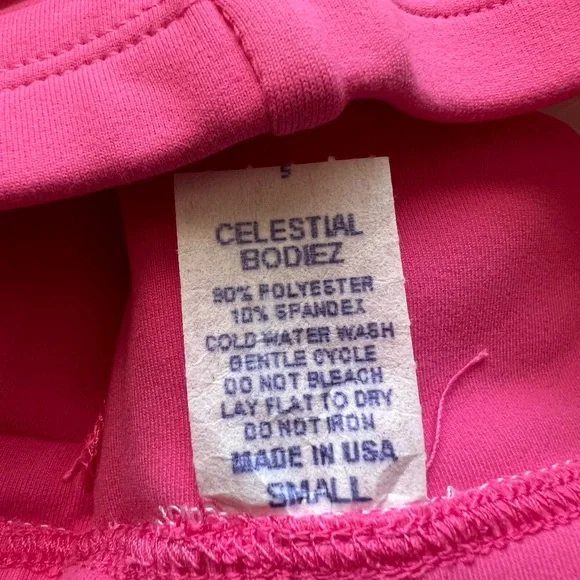 S
CELESTIAL
BODIEZ
90% POLYESTER
10% SPANDEX
COLD WATER WASH
GENTLE CYCLE
DO NOT BLEACH
LAY FLAT TO DRY
DO NOT IRON
MADE IN USA
SMALL